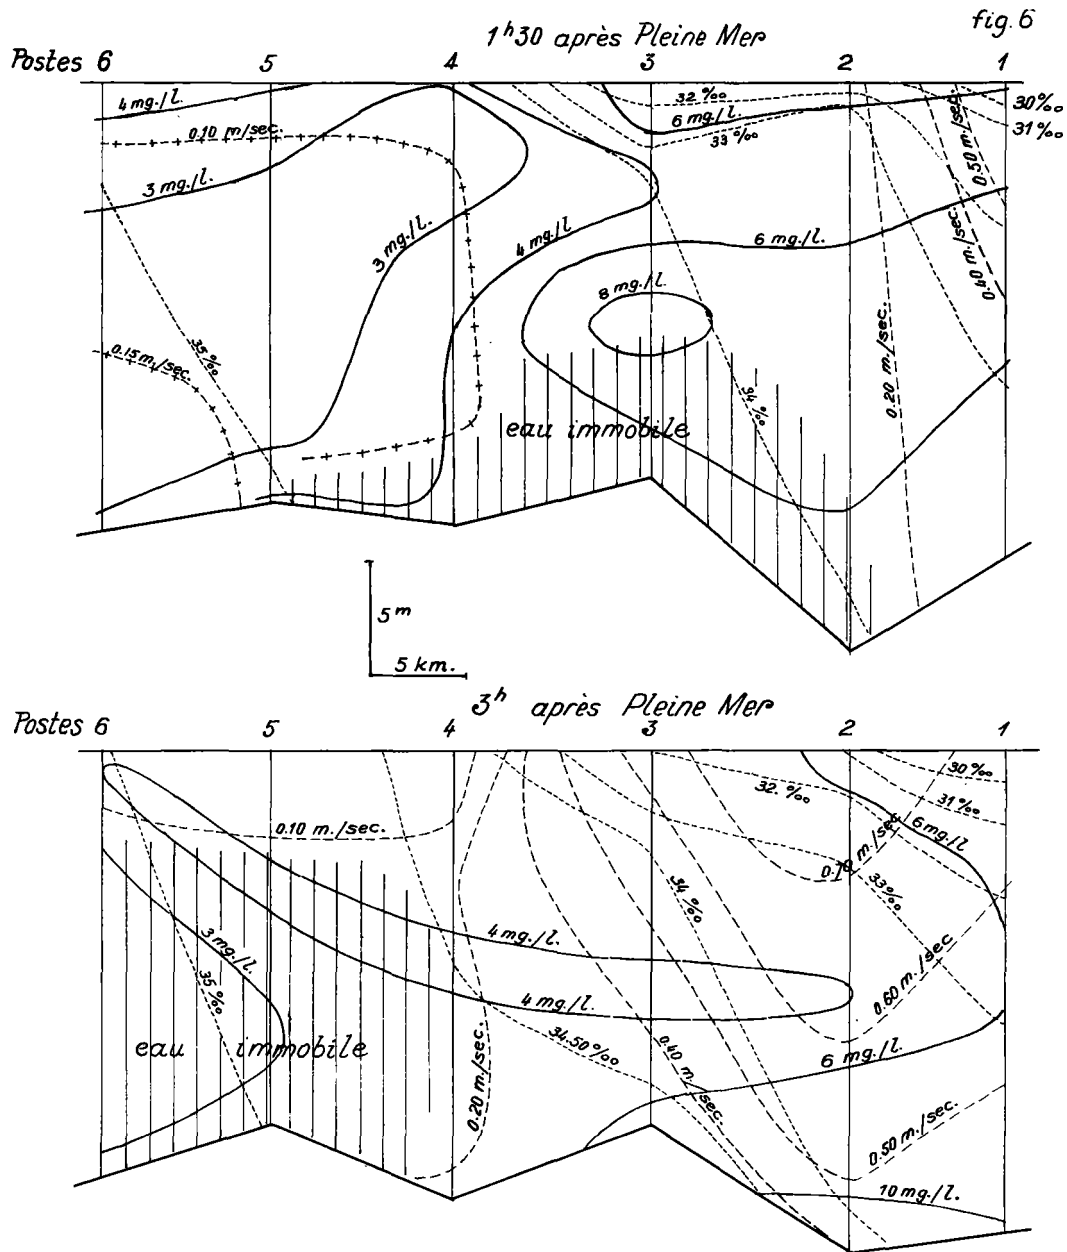 fig. 6
1h30 après Pleine Mer
Postes 6 5 4 3 2 1
4 mg./l.
32 ‰
30 ‰
6 mg./l.
31 ‰
0.10 m/sec.
33 ‰
0.50 m/sec.
3 mg./l.
3 mg./l.
4 mg/l
6 mg./l.
0.40 m/sec.
8 mg./l.
0.15 m./sec.
35 ‰
0.20 m/sec.
34 ‰
eau immobile
5 m
5 km.
3h après Pleine Mer
Postes 6 5 4 3 2 1
30 ‰
32. ‰
31 ‰
0.10 m./sec.
6 mg/l
0.70 m/sec
34 ‰
33 ‰
4 mg./l.
3 mg./l.
35 ‰
0.60 m/sec
4 mg./l.
eau immobile
34.50 ‰
0.40 m./sec
6 mg./l.
0.20 m/sec.
0.50 m./sec.
10 mg./l.